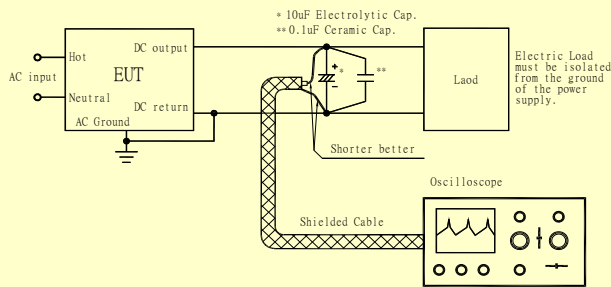 * 10uF Electrolytic Cap.
** 0.1uF Ceramic Cap.
Hot
DC output
AC input
EUT
Neutral
DC return
AC Ground
+
*
**
-
Laod
Electric Load
must be isolated
from the ground
of the power
supply.
Shorter better
Oscilloscope
Shielded Cable